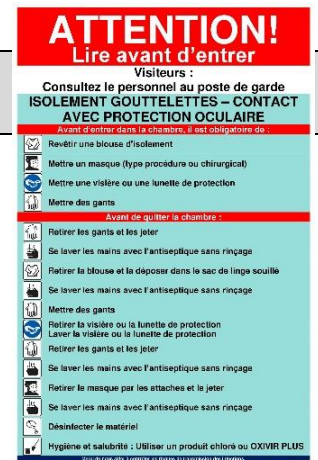 ATTENTION!
Lire avant d'entrer
Visiteurs :
Consultez le personnel au poste de garde
ISOLEMENT GOUTTELETTES – CONTACT
AVEC PROTECTION OCULAIRE
Avant d'entrer dans la chambre, il est obligatoire de :
Revêtir une blouse d'isolement
Mettre un masque (type procédure ou chirurgical)
Mettre une visière ou une lunette de protection
Mettre des gants
Avant de quitter la chambre :
Retirer les gants et les jeter
Se laver les mains avec l'antiseptique sans rinçage
Retirer la blouse et la déposer dans le sac de linge souillé
Se laver les mains avec l'antiseptique sans rinçage
Mettre des gants
Retirer la visière ou la lunette de protection
Laver la visière ou la lunette de protection
Retirer les gants et les jeter
Se laver les mains avec l'antiseptique sans rinçage
Retirer le masque par les attaches et le jeter
Se laver les mains avec l'antiseptique sans rinçage
Désinfecter le matériel
Hygiène et salubrité : Utiliser un produit chloré ou OXIVIR PLUS